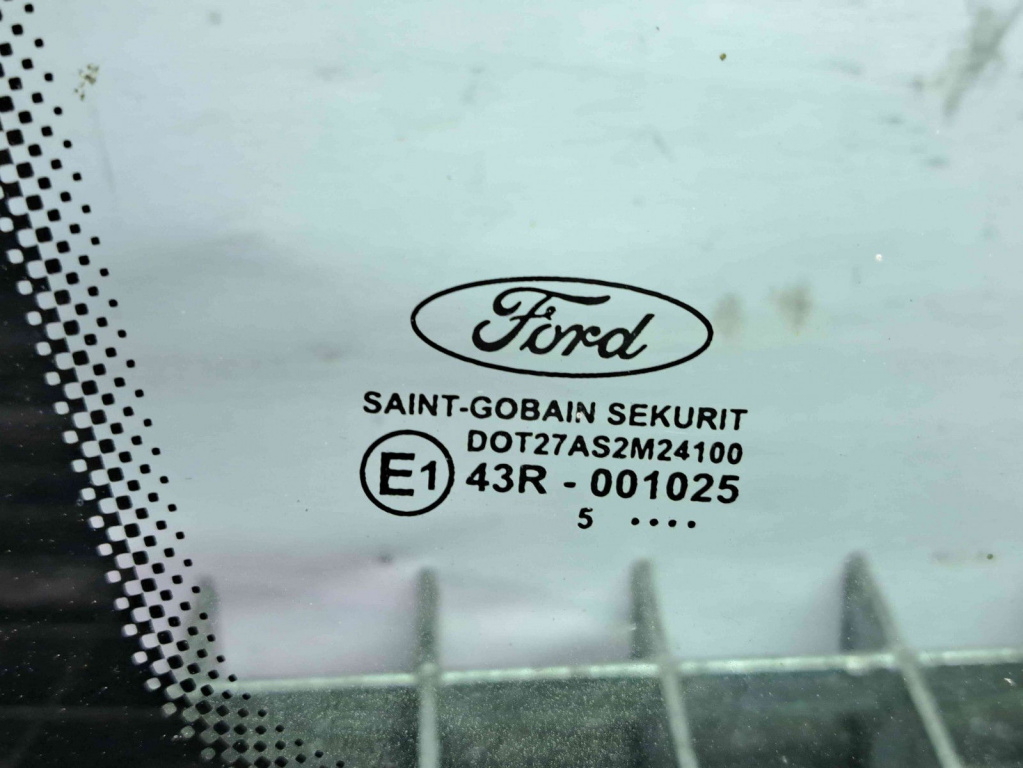 Ford
SAINT-GOBAIN SEKURIT
DOT27AS2M24100
E1 43R - 001025
5 ....